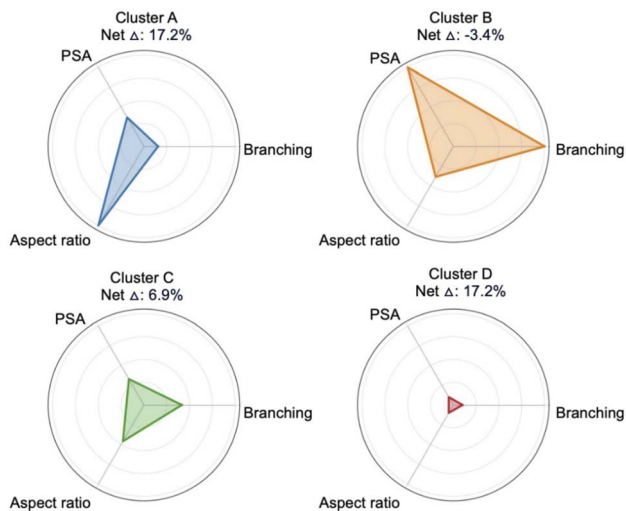 Cluster A
Net △: 17.2%
PSA
Branching
Aspect ratio
Cluster B
Net △: -3.4%
PSA
Branching
Aspect ratio
Cluster C
Net △: 6.9%
PSA
Branching
Aspect ratio
Cluster D
Net △: 17.2%
PSA
Branching
Aspect ratio